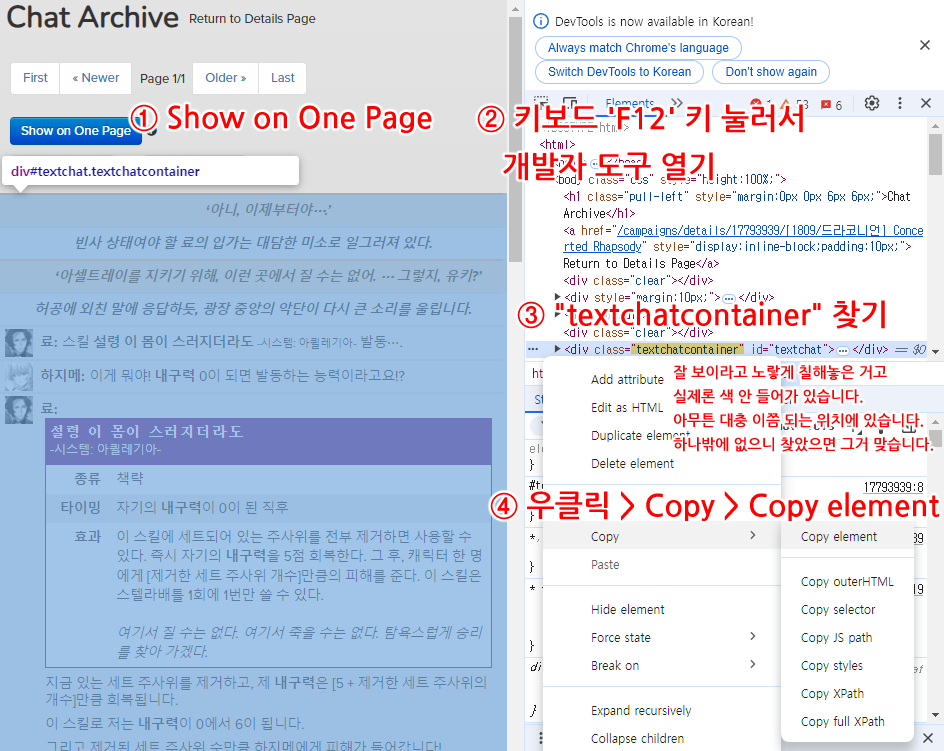 Chat Archive Return to Details Page
First « Newer Page 1/1 Older » Last
Show on One Page
① Show on One Page
div#textchat.textchatcontainer
‘아니, 이제부터야….’
빈사 상태여야 할 료의 입가는 대담한 미소로 일그러져 있다.
‘아셀트레이를 지키기 위해, 이런 곳에서 질 수는 없어. … 그렇지, 유키?’
허공에 외친 말에 응답하듯, 광장 중앙의 악단이 다시 큰 소리를 울립니다.
료: 스킬 설령 이 몸이 스러지더라도 -시스템: 아퀼레기아- 발동….
하지메: 이게 뭐야! 내구력 0이 되면 발동하는 능력이라고요!?
료:
설령 이 몸이 스러지더라도
-시스템: 아퀼레기아-
종류 책략
타이밍 자기의 내구력이 0이 된 직후
효과 이 스킬에 세트되어 있는 주사위를 전부 제거하면 사용할 수
있다. 즉시 자기의 내구력을 5점 회복한다. 그 후, 캐릭터 한 명
에게 [제거한 세트 주사위 개수]만큼의 피해를 준다. 이 스킬은
스텔라배틀 1회에 1번만 쓸 수 있다.
여기서 질 수는 없다. 여기서 죽을 수는 없다. 탐욕스럽게 승리
를 찾아 가겠다.
지금 있는 세트 주사위를 제거하고, 제 내구력은 [5 + 제거한 세트 주사위의
개수]만큼 회복됩니다.
이 스킬로 저는 내구력이 0에서 6이 됩니다.
그리고 제거된 세트 주사위 수만큼 하지메에게 피해가 들어갑니다!
DevTools is now available in Korean!
Always match Chrome's language
Switch DevTools to Korean Don't show again
Elements 53 6
② 키보드 'F12' 키 눌러서
개발자 도구 열기
<html>
<body class="css" style="height:100%;">
<h1 class="pull-left" style="margin:0px 0px 6px 6px;">Chat
Archive</h1>
<a href="/campaigns/details/17793939/[1809/드라코니언] Conce
rted Rhapsody" style="display:inline-block;padding:10px;">
Return to Details Page</a>
<div class="clear"></div>
<div style="margin:10px;">…</div>
③ "textchatcontainer" 찾기
<div class="clear"></div>
<div class="textchatcontainer" id="textchat">…</div> == $0
잘 보이라고 노랗게 칠해놓은 거고
실제론 색 안 들어가 있습니다.
아무튼 대충 이쯤 되는 위치에 있습니다.
하나밖에 없으니 찾았으면 그거 맞습니다.
Add attribute
Edit as HTML
Duplicate element
Delete element
17793939:8
④ 우클릭 > Copy > Copy element
Copy
Paste
Hide element
Force state
Break on
Expand recursively
Collapse children
Copy element
Copy outerHTML
Copy selector
Copy JS path
Copy styles
Copy XPath
Copy full XPath